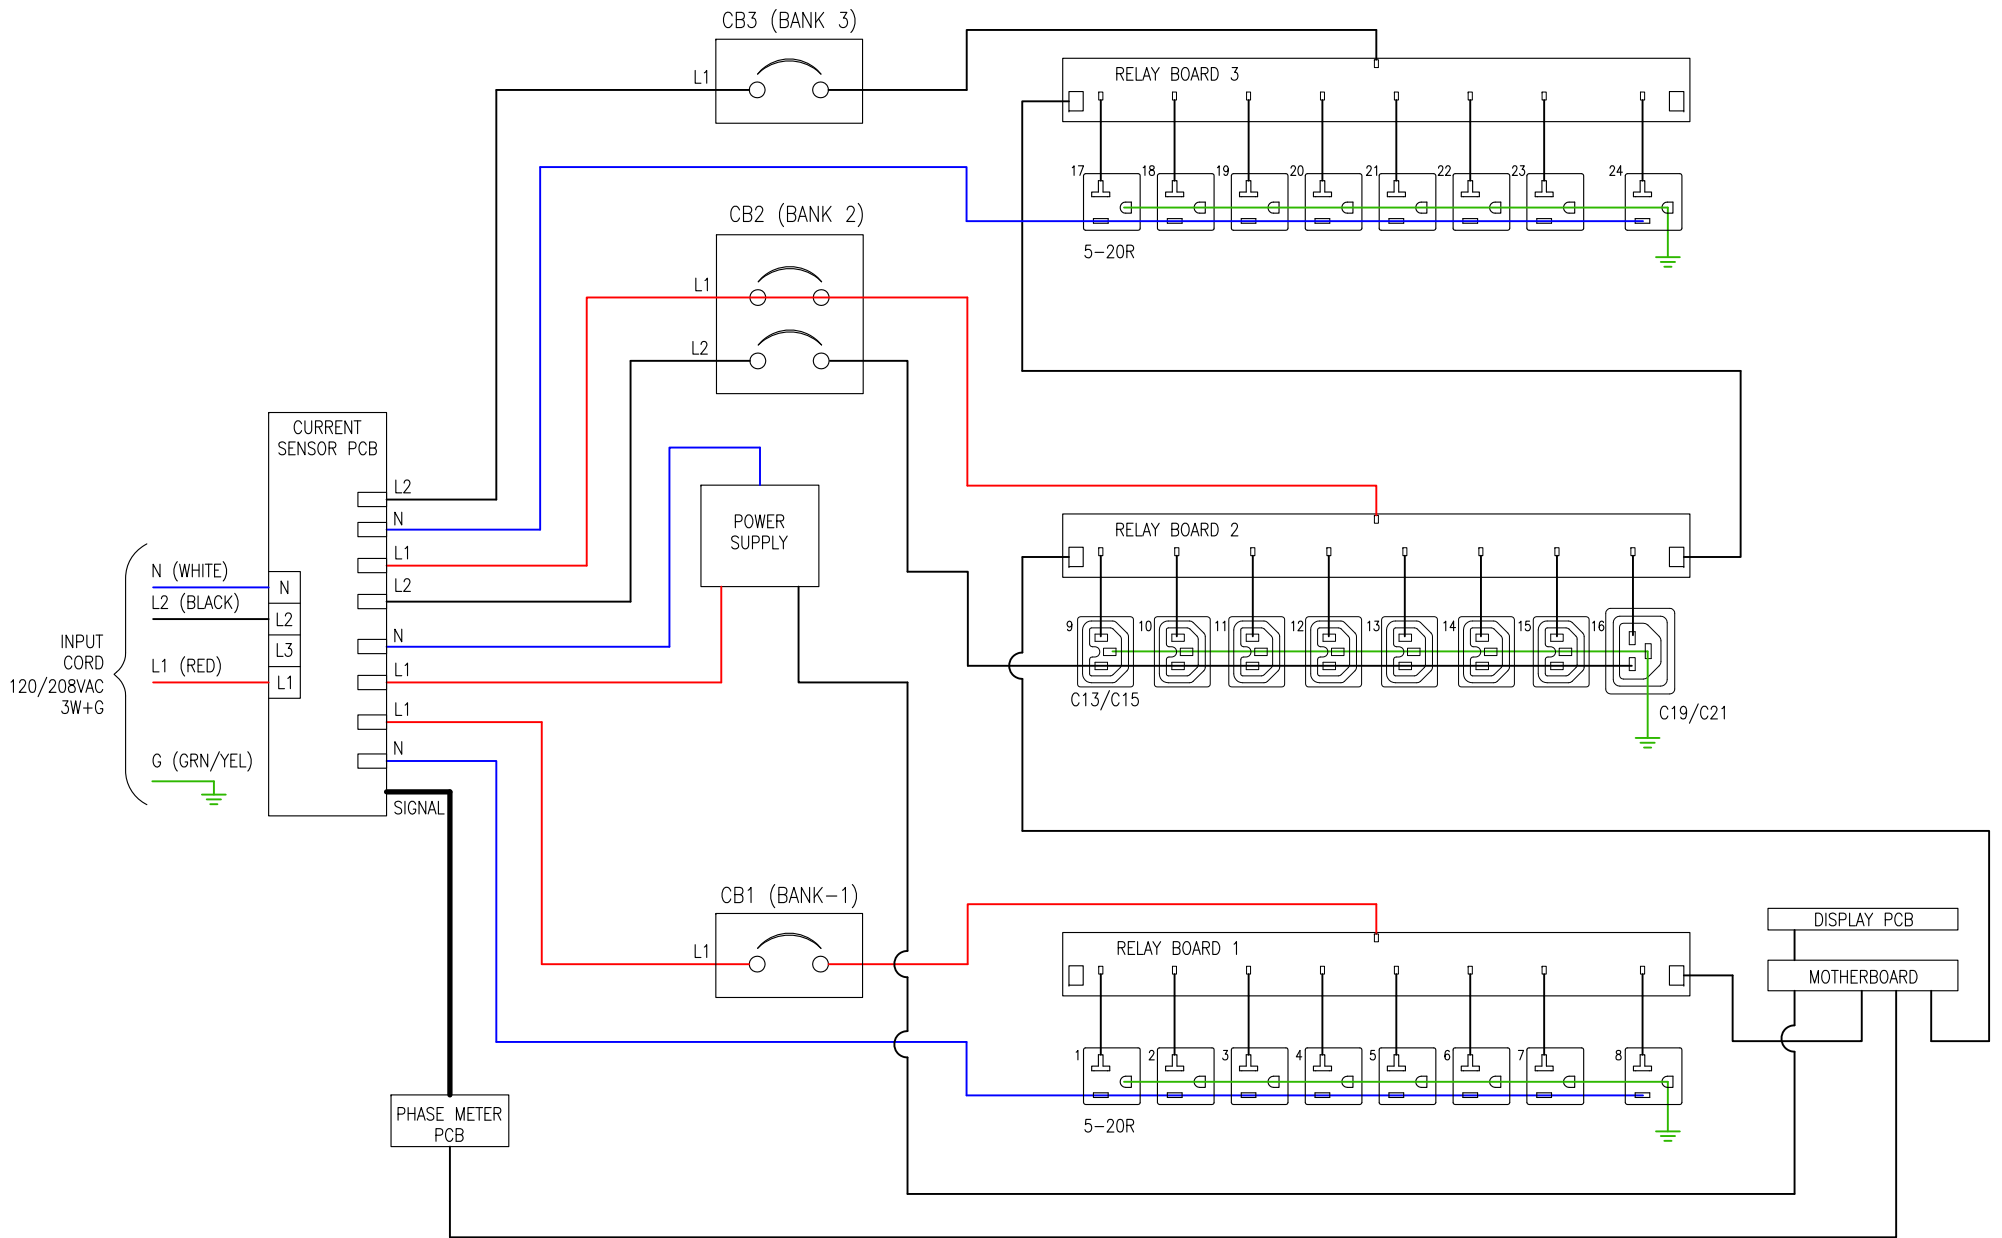 CB3 (BANK 3)
L1
RELAY BOARD 3
17 18 19 20 21 22 23 24
5-20R
CB2 (BANK 2)
L1
L2
CURRENT
SENSOR PCB
L2
N
L1
L2
N
L1
L1
N
SIGNAL
POWER
SUPPLY
RELAY BOARD 2
9 10 11 12 13 14 15 16
C13/C15
C19/C21
INPUT
CORD
120/208VAC
3W+G
N (WHITE)
L2 (BLACK)
L1 (RED)
G (GRN/YEL)
N
L2
L3
L1
CB1 (BANK-1)
L1
RELAY BOARD 1
1 2 3 4 5 6 7 8
5-20R
DISPLAY PCB
MOTHERBOARD
PHASE METER
PCB